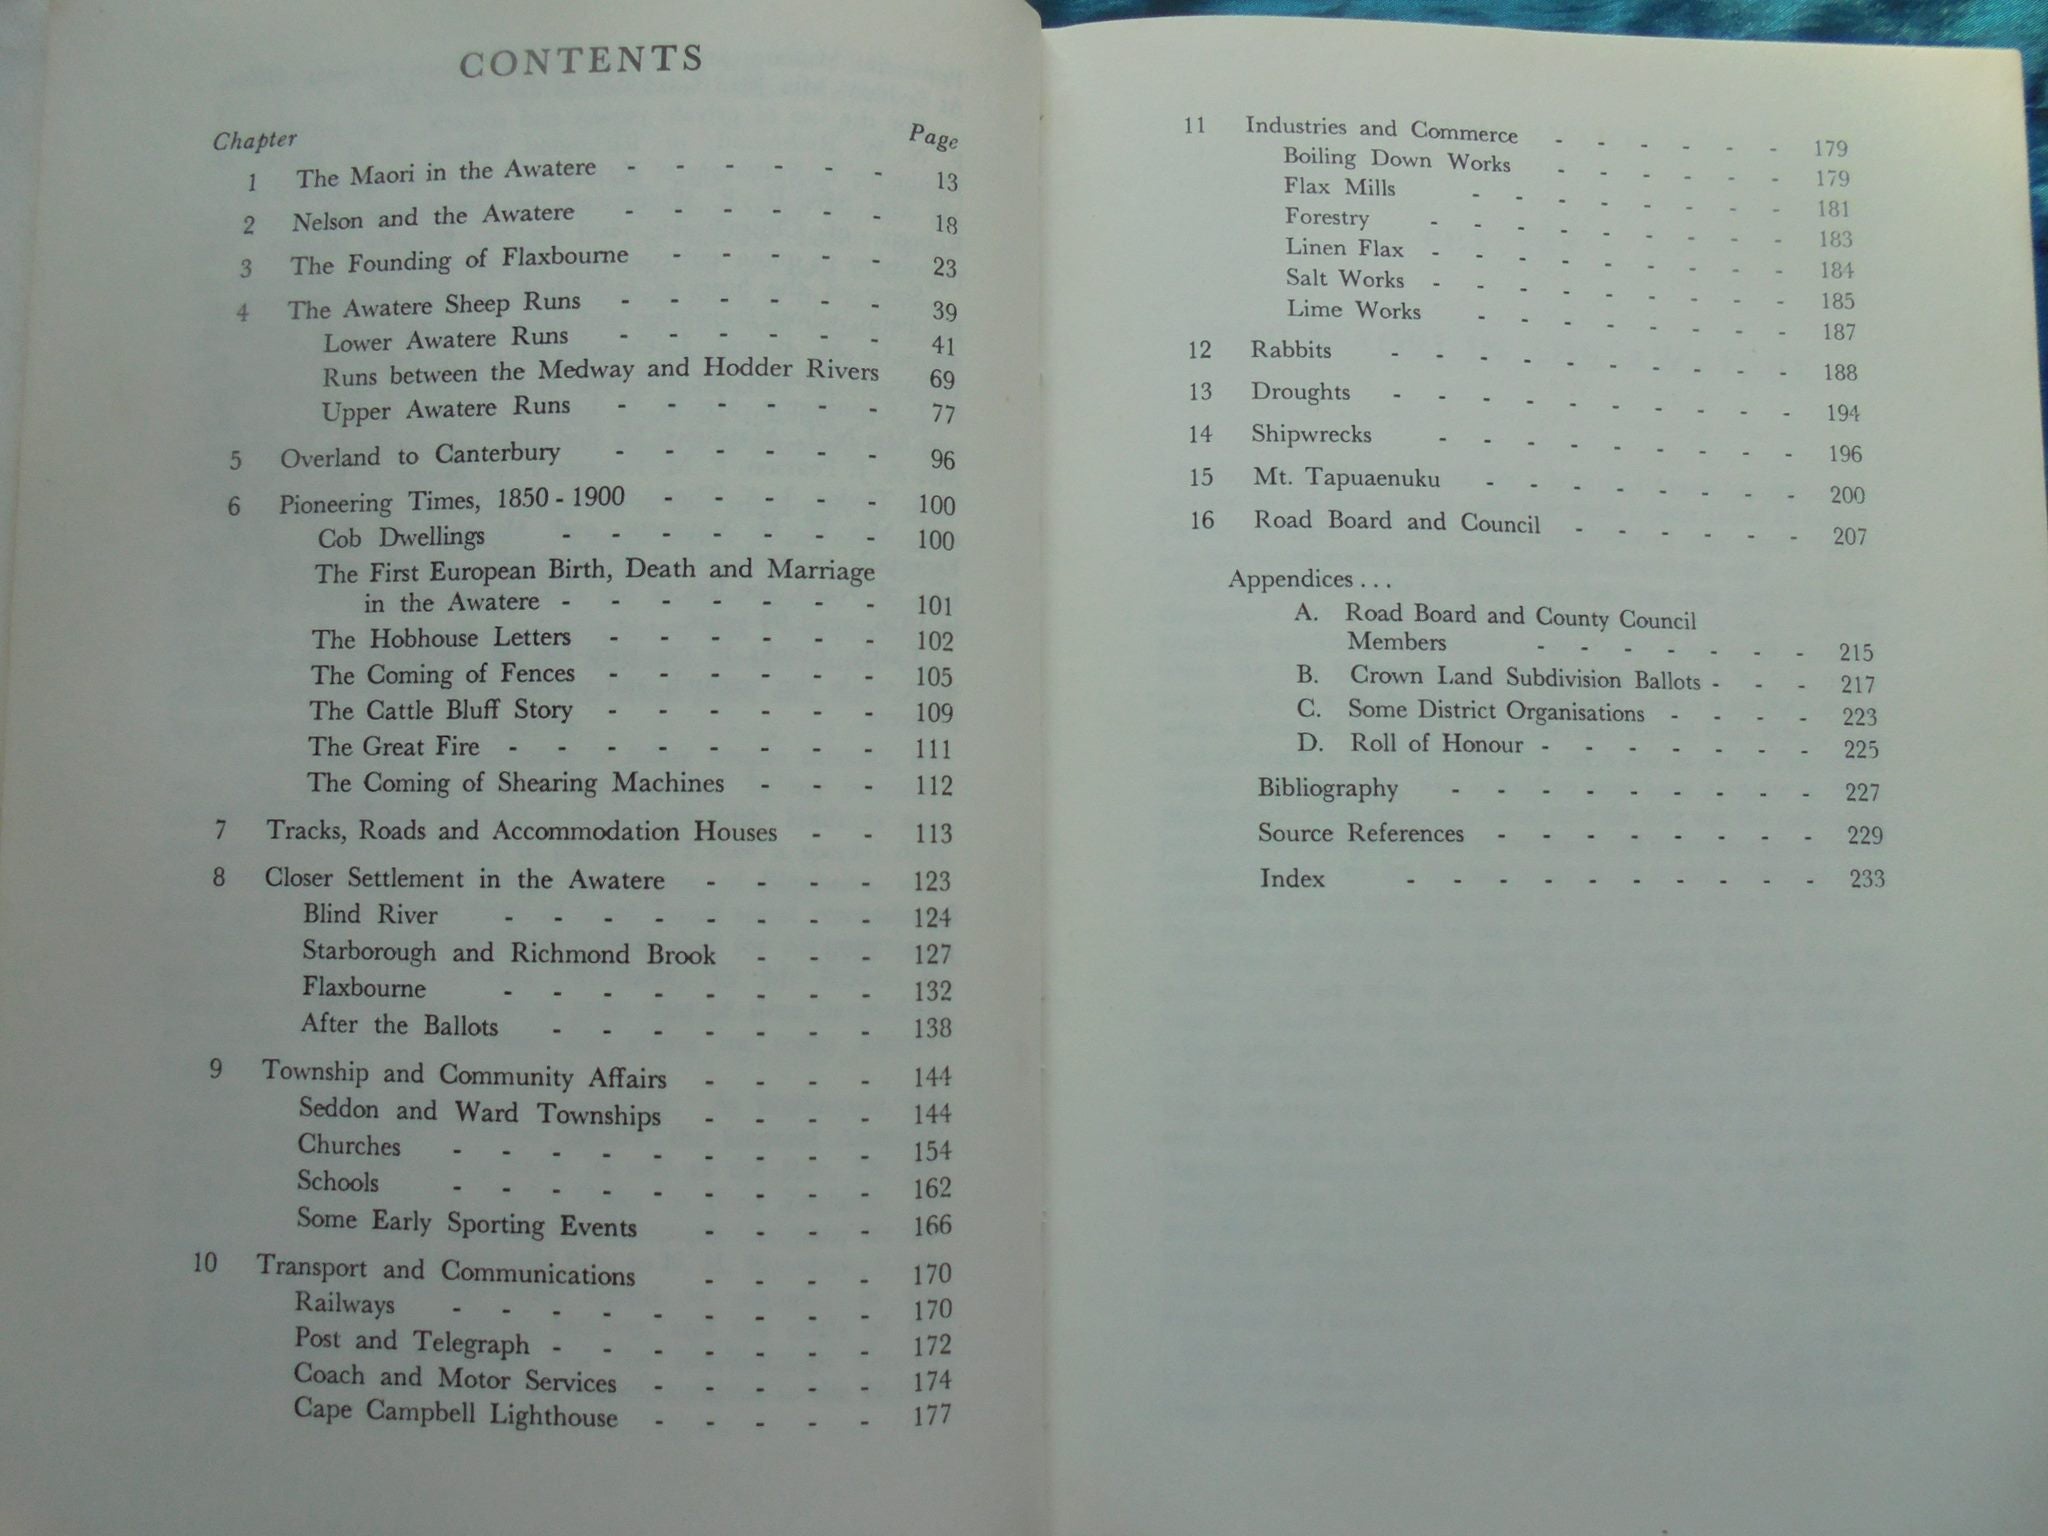 CONTENTS
Chapter Page
1 The Maori in the Awatere - - - - - - 13
2 Nelson and the Awatere - - - - - - 18
3 The Founding of Flaxbourne - - - - - 23
4 The Awatere Sheep Runs - - - - - - 39
Lower Awatere Runs - - - - - - 41
Runs between the Medway and Hodder Rivers 69
Upper Awatere Runs - - - - - - 77
5 Overland to Canterbury - - - - - - 96
6 Pioneering Times, 1850 - 1900 - - - - - 100
Cob Dwellings - - - - - - - 100
The First European Birth, Death and Marriage
in the Awatere - - - - - - - 101
The Hobhouse Letters - - - - - - 102
The Coming of Fences - - - - - - 105
The Cattle Bluff Story - - - - - - 109
The Great Fire - - - - - - - - 111
The Coming of Shearing Machines - - - 112
7 Tracks, Roads and Accommodation Houses - - 113
8 Closer Settlement in the Awatere - - - - 123
Blind River - - - - - - - - 124
Starborough and Richmond Brook - - - 127
Flaxbourne - - - - - - - - 132
After the Ballots - - - - - - - 138
9 Township and Community Affairs - - - - 144
Seddon and Ward Townships - - - - 144
Churches - - - - - - - - - 154
Schools - - - - - - - - - 162
Some Early Sporting Events - - - - 166
10 Transport and Communications - - - - 170
Railways - - - - - - - - - 170
Post and Telegraph - - - - - - - 172
Coach and Motor Services - - - - - 174
Cape Campbell Lighthouse - - - - - 177
11 Industries and Commerce - - - - - - 179
Boiling Down Works - - - - - - 179
Flax Mills - - - - - - - - 181
Forestry - - - - - - - - - 183
Linen Flax - - - - - - - - - 184
Salt Works - - - - - - - - - 185
Lime Works - - - - - - - - 187
12 Rabbits - - - - - - - - - - 188
13 Droughts - - - - - - - - - - 194
14 Shipwrecks - - - - - - - - - 196
15 Mt. Tapuaenuku - - - - - - - - 200
16 Road Board and Council - - - - - - 207
Appendices . . .
A. Road Board and County Council
Members - - - - - - - 215
B. Crown Land Subdivision Ballots - - - 217
C. Some District Organisations - - - - 223
D. Roll of Honour - - - - - - - 225
Bibliography - - - - - - - - - 227
Source References - - - - - - - - 229
Index - - - - - - - - - - 233